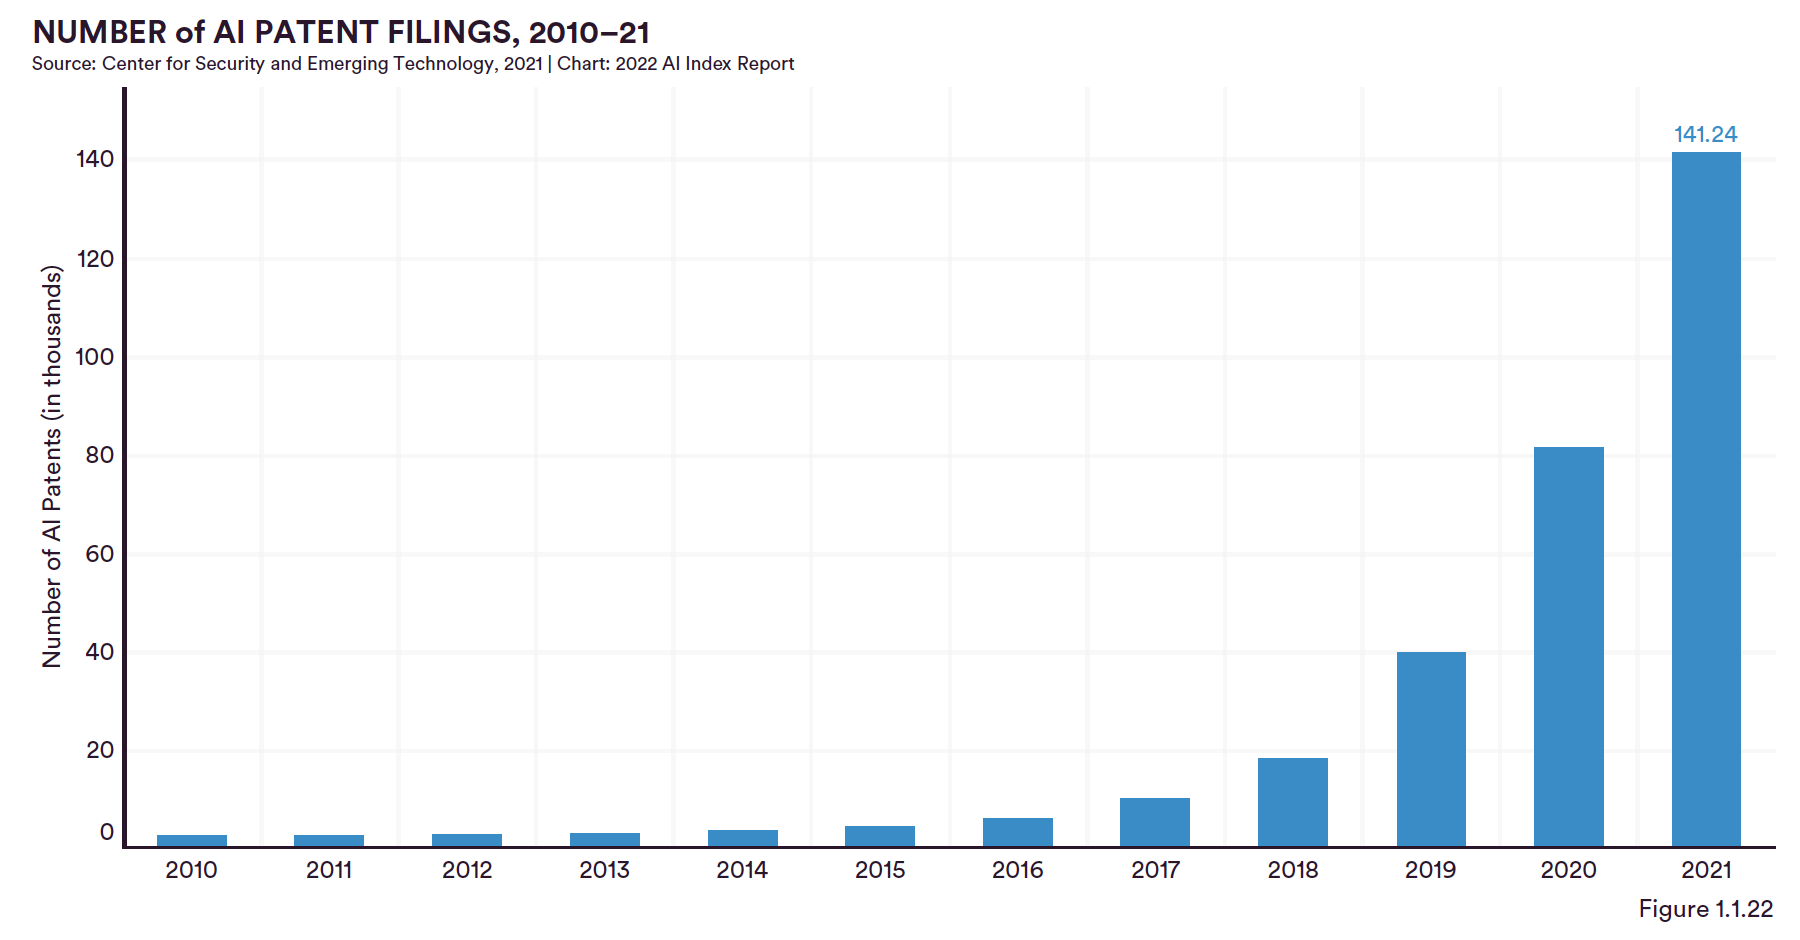 NUMBER of AI PATENT FILINGS, 2010–21
Source: Center for Security and Emerging Technology, 2021 | Chart: 2022 AI Index Report
Number of AI Patents (in thousands)
141.24
140
120
100
80
60
40
20
0
2010 2011 2012 2013 2014 2015 2016 2017 2018 2019 2020 2021
Figure 1.1.22